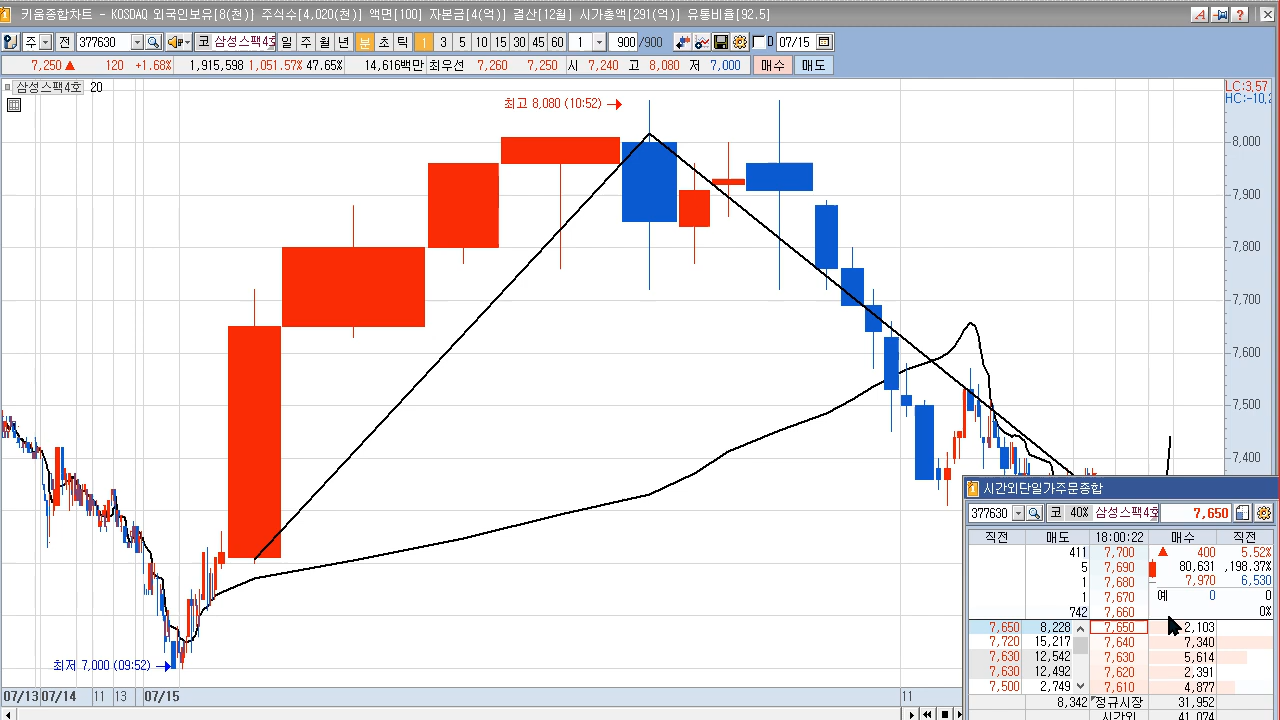 키움종합차트 - KOSDAQ 외국인보유[8(천)] 주식수[4,020(천)] 액면[100] 자본금[4(억)] 결산[12월] 시가총액[291(억)] 유통비율[92.5]
주 전 377630 코 삼성스팩4호 일 주 월 년 분 초 틱 1 3 5 10 15 30 45 60 1 900 /900 D 07/15
7,250 ▲ 120 +1.68% 1,915,598 1,051.57% 47.65% 14,616백만 최우선 7,260 7,250 시 7,240 고 8,080 저 7,000 매수 매도
삼성스팩4호 20
LC:3,57
HC:-10,2
최고 8,080 (10:52) →
8,000
7,900
7,800
7,700
7,600
7,500
7,400
최저 7,000 (09:52) →
07/13 07/14 11 13 07/15 11
시간외단일가주문종합
377630 코 40% 삼성스팩4호 7,650
직전 매도 18:00:22 매수 직전
411 7,700 ▲ 400 5.52%
5 7,690 80,631 ,198.37%
1 7,680 7,970 6,530
1 7,670 예 0 0
742 7,660 0%
7,650 8,228 7,650 2,103
7,720 15,217 7,640 7,340
7,630 12,542 7,630 5,614
7,630 12,492 7,620 2,391
7,500 2,749 7,610 4,877
8,342 정규시장 31,952
시간외 41,074